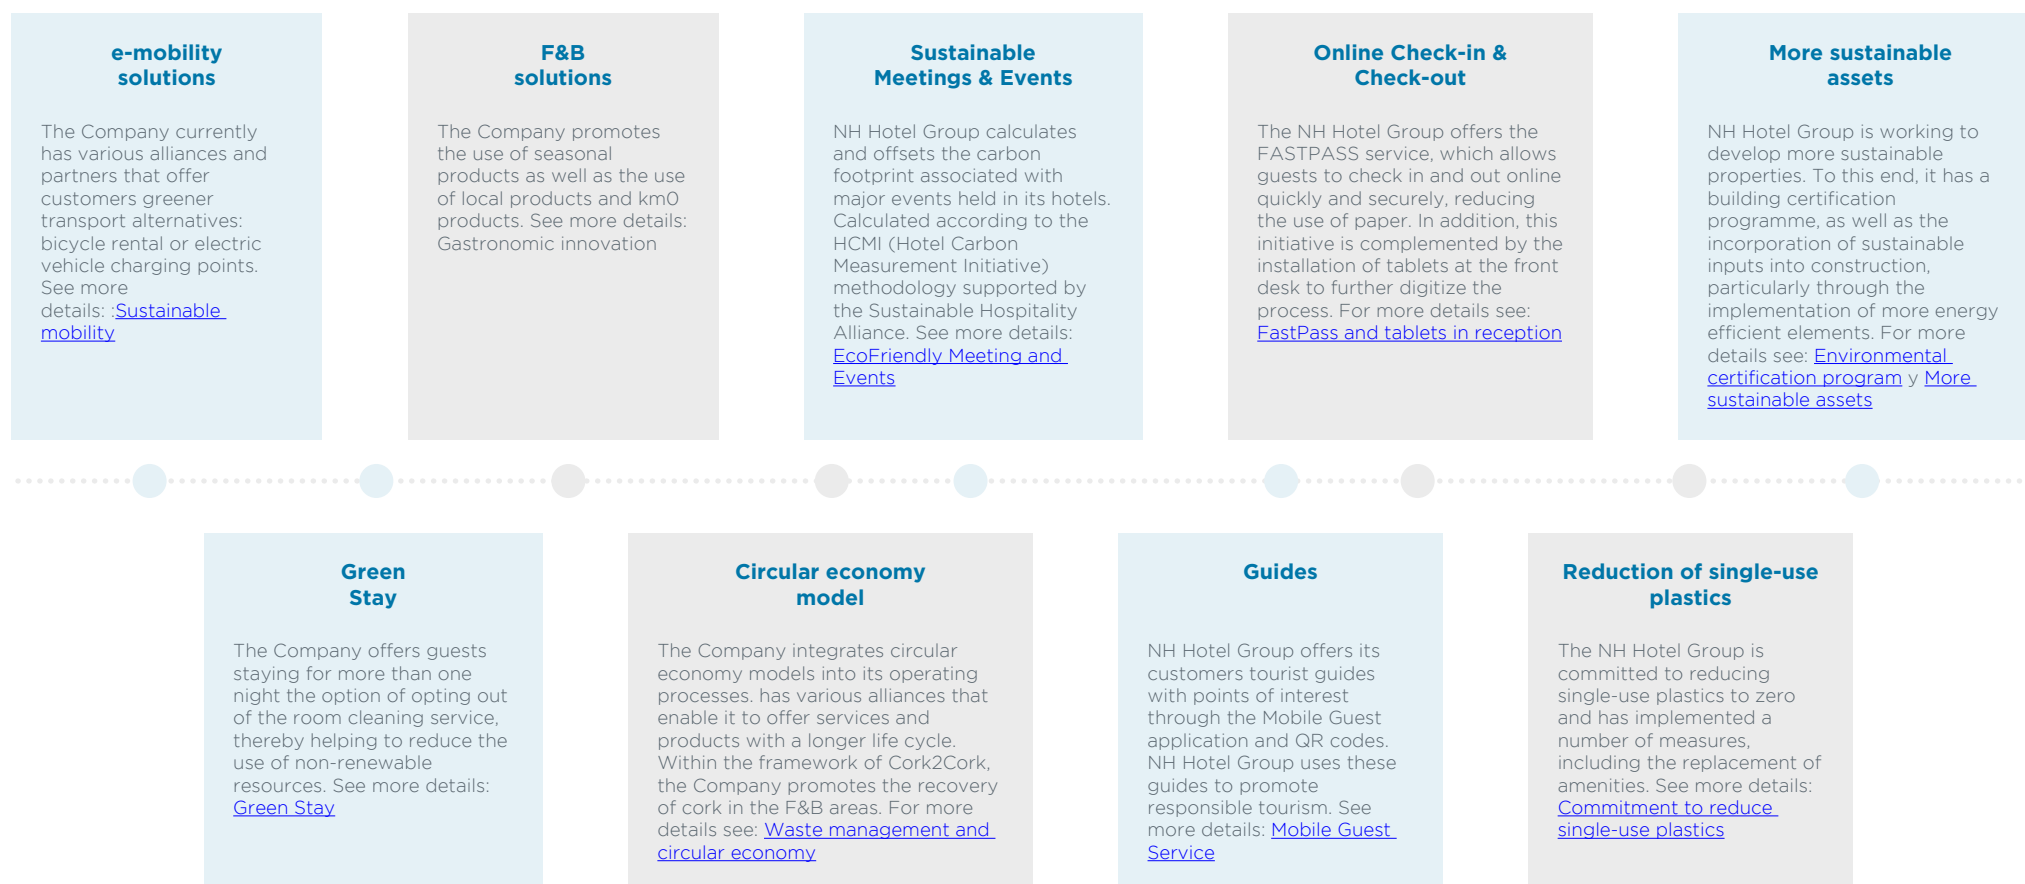 e-mobility
solutions
The Company currently
has various alliances and
partners that offer
customers greener
transport alternatives:
bicycle rental or electric
vehicle charging points.
See more
details: :Sustainable
mobility
F&B
solutions
The Company promotes
the use of seasonal
products as well as the use
of local products and km0
products. See more details:
Gastronomic innovation
Sustainable
Meetings & Events
NH Hotel Group calculates
and offsets the carbon
footprint associated with
major events held in its hotels.
Calculated according to the
HCMI (Hotel Carbon
Measurement Initiative)
methodology supported by
the Sustainable Hospitality
Alliance. See more details:
EcoFriendly Meeting and
Events
Online Check-in &
Check-out
The NH Hotel Group offers the
FASTPASS service, which allows
guests to check in and out online
quickly and securely, reducing
the use of paper. In addition, this
initiative is complemented by the
installation of tablets at the front
desk to further digitize the
process. For more details see:
FastPass and tablets in reception
More sustainable
assets
NH Hotel Group is working to
develop more sustainable
properties. To this end, it has a
building certification
programme, as well as the
incorporation of sustainable
inputs into construction,
particularly through the
implementation of more energy
efficient elements. For more
details see: Environmental
certification program y More
sustainable assets
Green
Stay
The Company offers guests
staying for more than one
night the option of opting out
of the room cleaning service,
thereby helping to reduce the
use of non-renewable
resources. See more details:
Green Stay
Circular economy
model
The Company integrates circular
economy models into its operating
processes. has various alliances that
enable it to offer services and
products with a longer life cycle.
Within the framework of Cork2Cork,
the Company promotes the recovery
of cork in the F&B areas. For more
details see: Waste management and
circular economy
Guides
NH Hotel Group offers its
customers tourist guides
with points of interest
through the Mobile Guest
application and QR codes.
NH Hotel Group uses these
guides to promote
responsible tourism. See
more details: Mobile Guest
Service
Reduction of single-use
plastics
The NH Hotel Group is
committed to reducing
single-use plastics to zero
and has implemented a
number of measures,
including the replacement of
amenities. See more details:
Commitment to reduce
single-use plastics